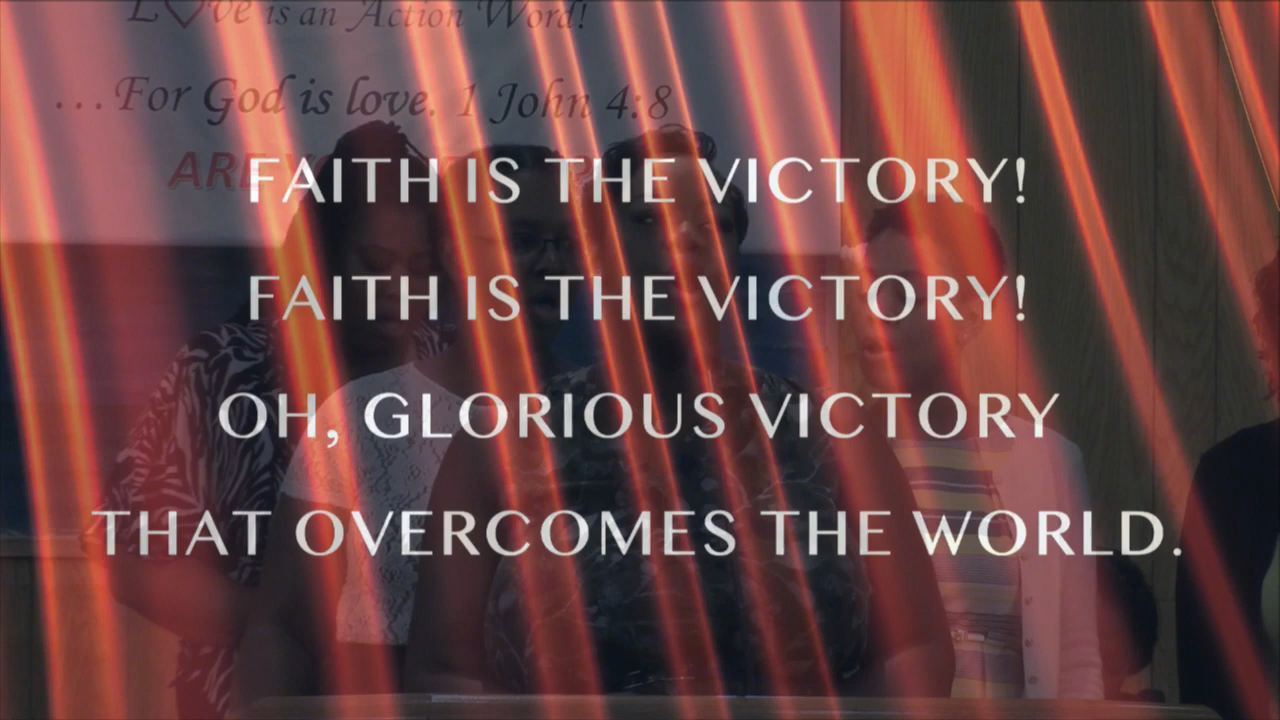 Love is an Action Word!
...For God is love. 1 John 4:8
ARE
FAITH IS THE VICTORY!
FAITH IS THE VICTORY!
OH, GLORIOUS VICTORY
THAT OVERCOMES THE WORLD.